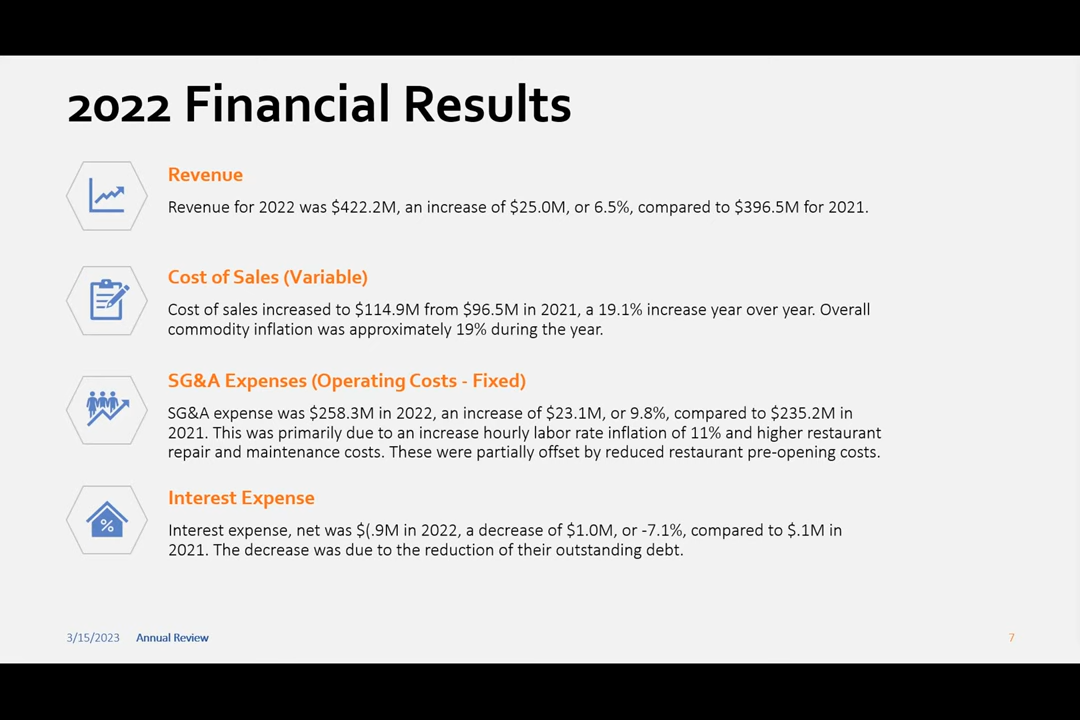 2022 Financial Results
Revenue
Revenue for 2022 was $422.2M, an increase of $25.0M, or 6.5%, compared to $396.5M for 2021.
Cost of Sales (Variable)
Cost of sales increased to $114.9M from $96.5M in 2021, a 19.1% increase year over year. Overall
commodity inflation was approximately 19% during the year.
SG&A Expenses (Operating Costs - Fixed)
SG&A expense was $258.3M in 2022, an increase of $23.1M, or 9.8%, compared to $235.2M in
2021. This was primarily due to an increase hourly labor rate inflation of 11% and higher restaurant
repair and maintenance costs. These were partially offset by reduced restaurant pre-opening costs.
Interest Expense
%
Interest expense, net was $(.9M in 2022, a decrease of $1.0M, or -7.1%, compared to $.1M in
2021. The decrease was due to the reduction of their outstanding debt.
3/15/2023 Annual Review
7